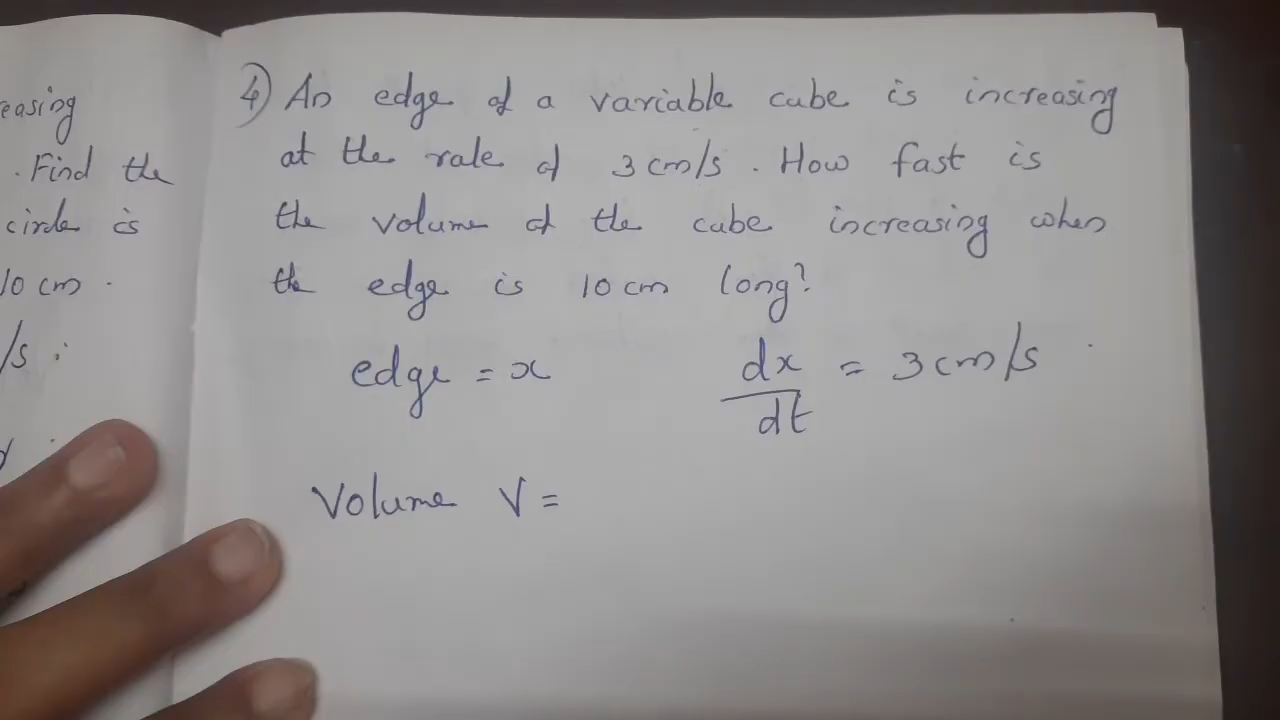 easing
. Find the
circle is
10 cm .
/s .
4) An edge of a variable cube is increasing
at the rate of 3 cm/s . How fast is
the volume of the cube increasing when
the edge is 10 cm long?
edge = x
dx/dt = 3 cm/s
Volume V =